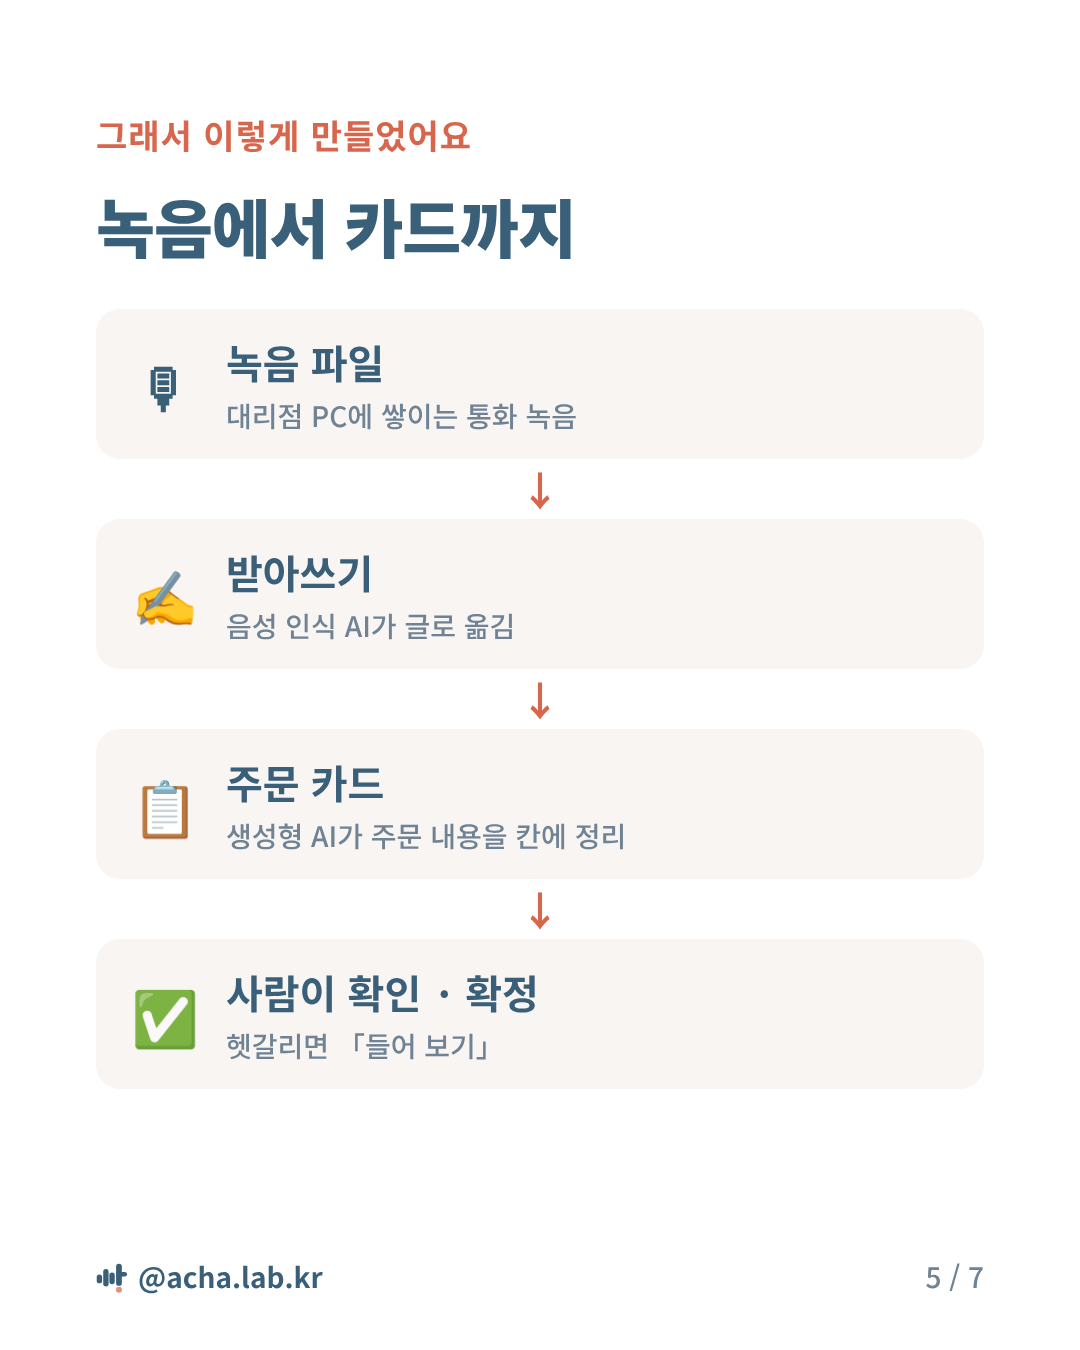 그래서 이렇게 만들었어요
녹음에서 카드까지
녹음 파일
대리점 PC에 쌓이는 통화 녹음
↓
받아쓰기
음성 인식 AI가 글로 옮김
↓
주문 카드
생성형 AI가 주문 내용을 칸에 정리
↓
사람이 확인 · 확정
헷갈리면 「들어 보기」
@acha.lab.kr
5 / 7